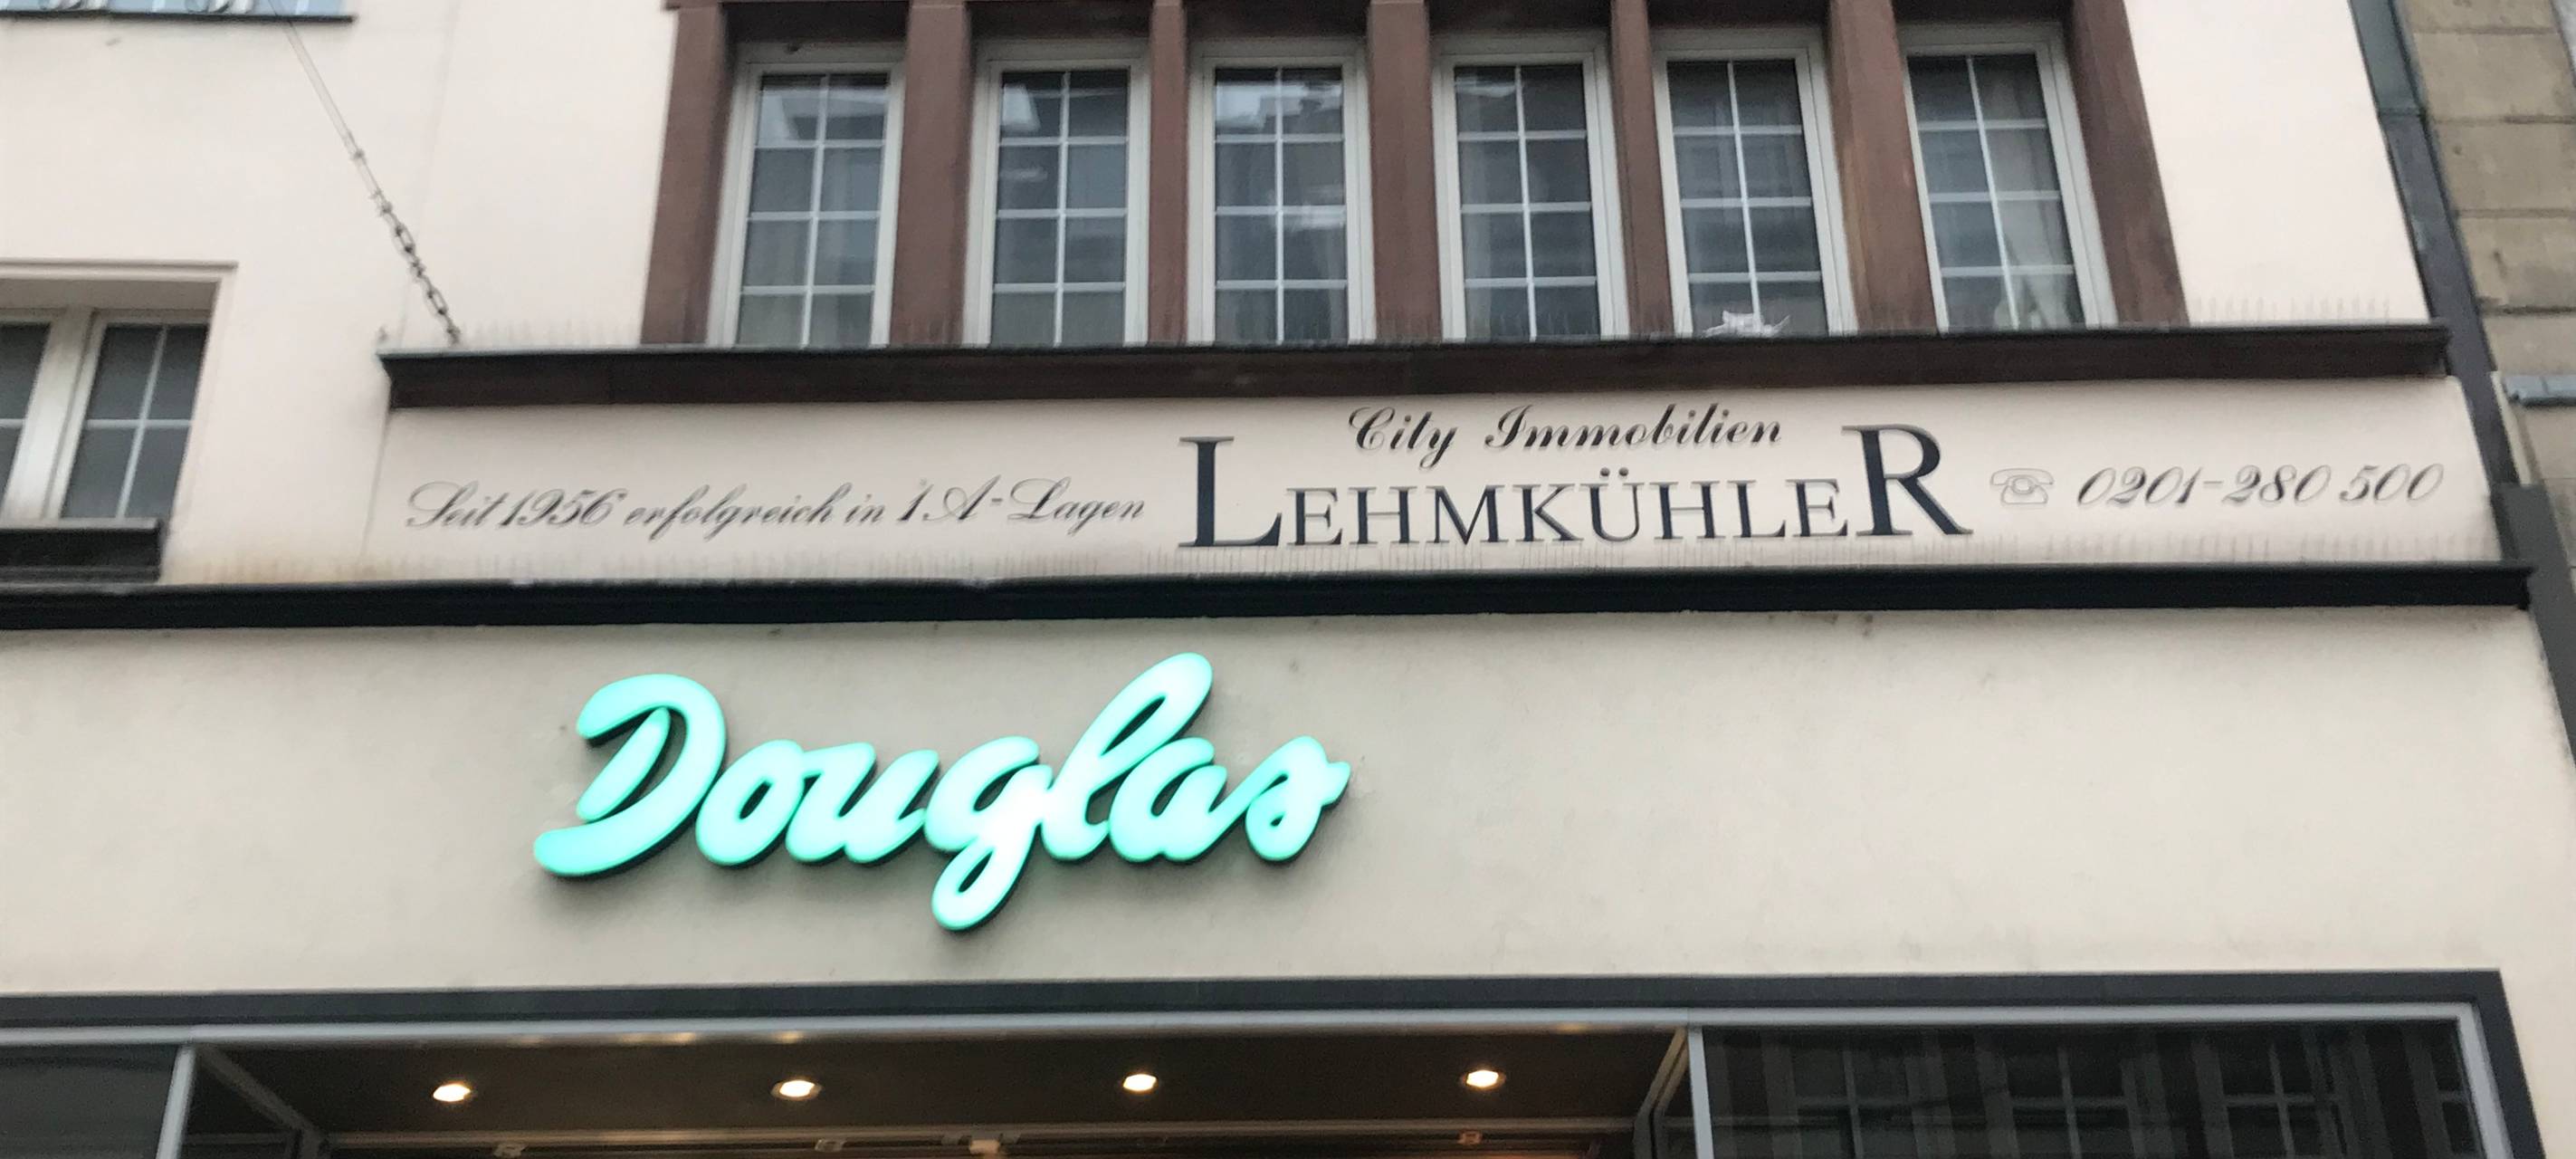 City Immobilien
Seit 1956 erfolgreich in 1A-Lagen LEHMKÜHLER ☏ 0201-280 500
Douglas